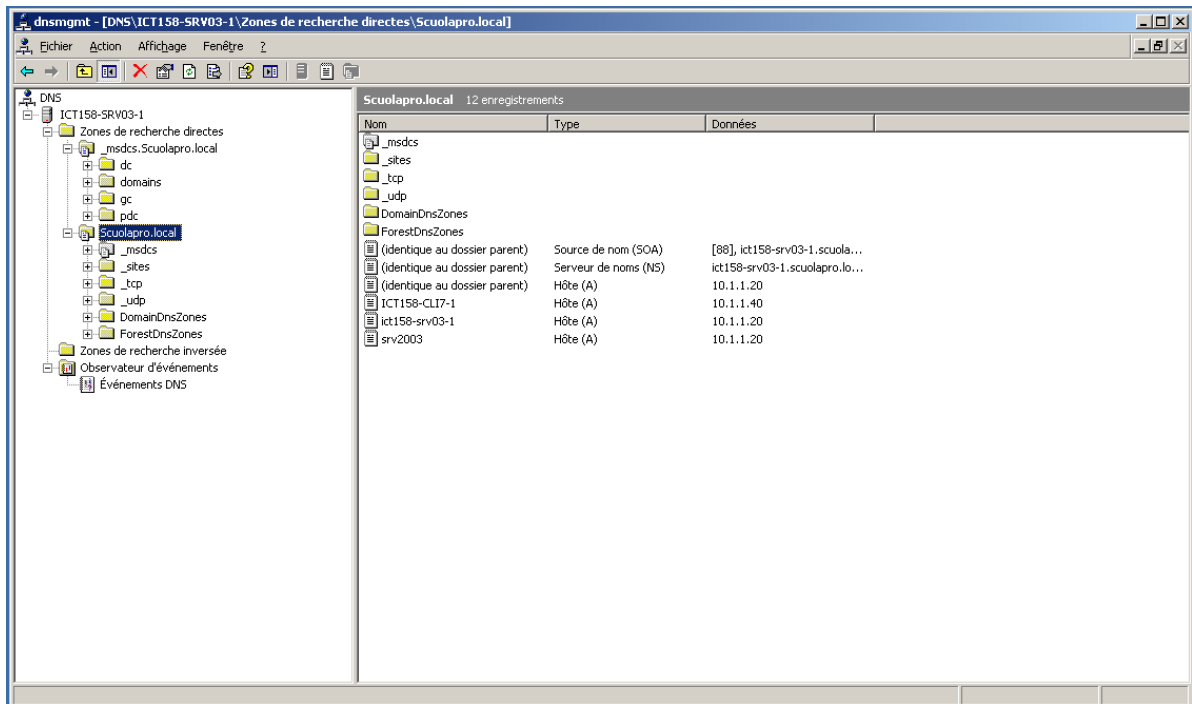 dnsmgmt - [DNS\ICT158-SRV03-1\Zones de recherche directes\Scuolapro.local]
Fichier Action Affichage Fenêtre ?
DNS
ICT158-SRV03-1
Zones de recherche directes
_msdcs.Scuolapro.local
dc
domains
gc
pdc
Scuolapro.local
_msdcs
_sites
_tcp
_udp
DomainDnsZones
ForestDnsZones
Zones de recherche inversée
Observateur d'événements
Événements DNS
Scuolapro.local 12 enregistrements
Nom Type Données
_msdcs
_sites
_tcp
_udp
DomainDnsZones
ForestDnsZones
(identique au dossier parent) Source de nom (SOA) [88], ict158-srv03-1.scuola...
(identique au dossier parent) Serveur de noms (NS) ict158-srv03-1.scuolapro.lo...
(identique au dossier parent) Hôte (A) 10.1.1.20
ICT158-CLI7-1 Hôte (A) 10.1.1.40
ict158-srv03-1 Hôte (A) 10.1.1.20
srv2003 Hôte (A) 10.1.1.20